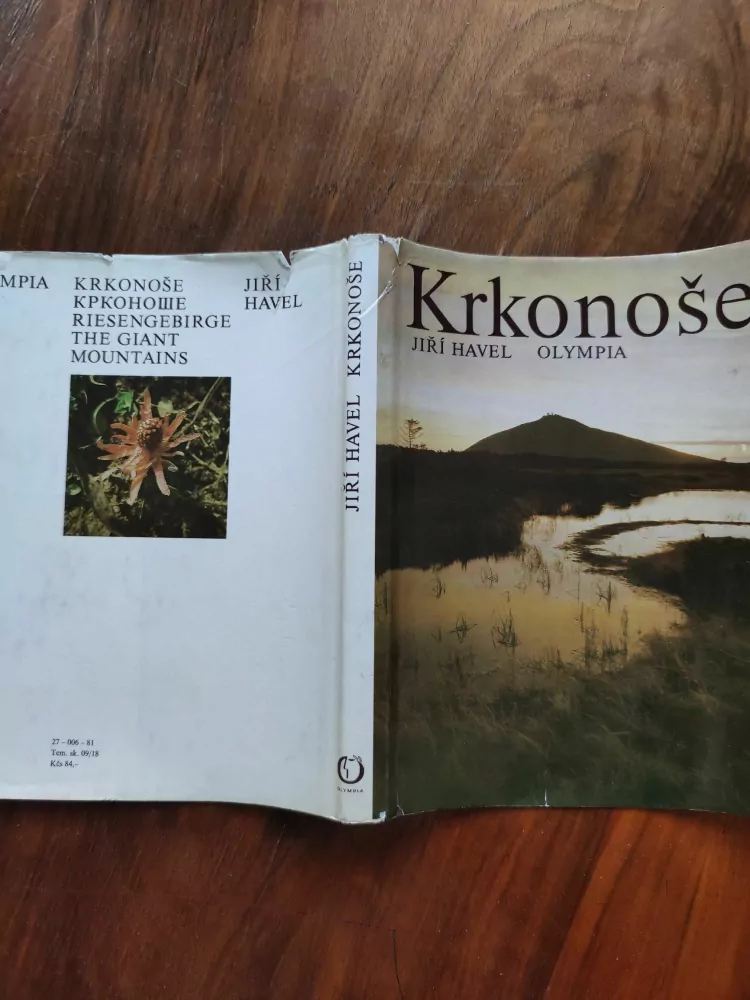 MPIA
KRKONOŠE
КРКОНОШЕ
RIESENGEBIRGE
THE GIANT
MOUNTAINS
JIŘÍ
HAVEL
27 – 006 – 81
Tem. sk. 09/18
Kčs 84,-
JIŘÍ HAVEL KRKONOŠE
OLYMPIA
Krkonoše
JIŘÍ HAVEL OLYMPIA